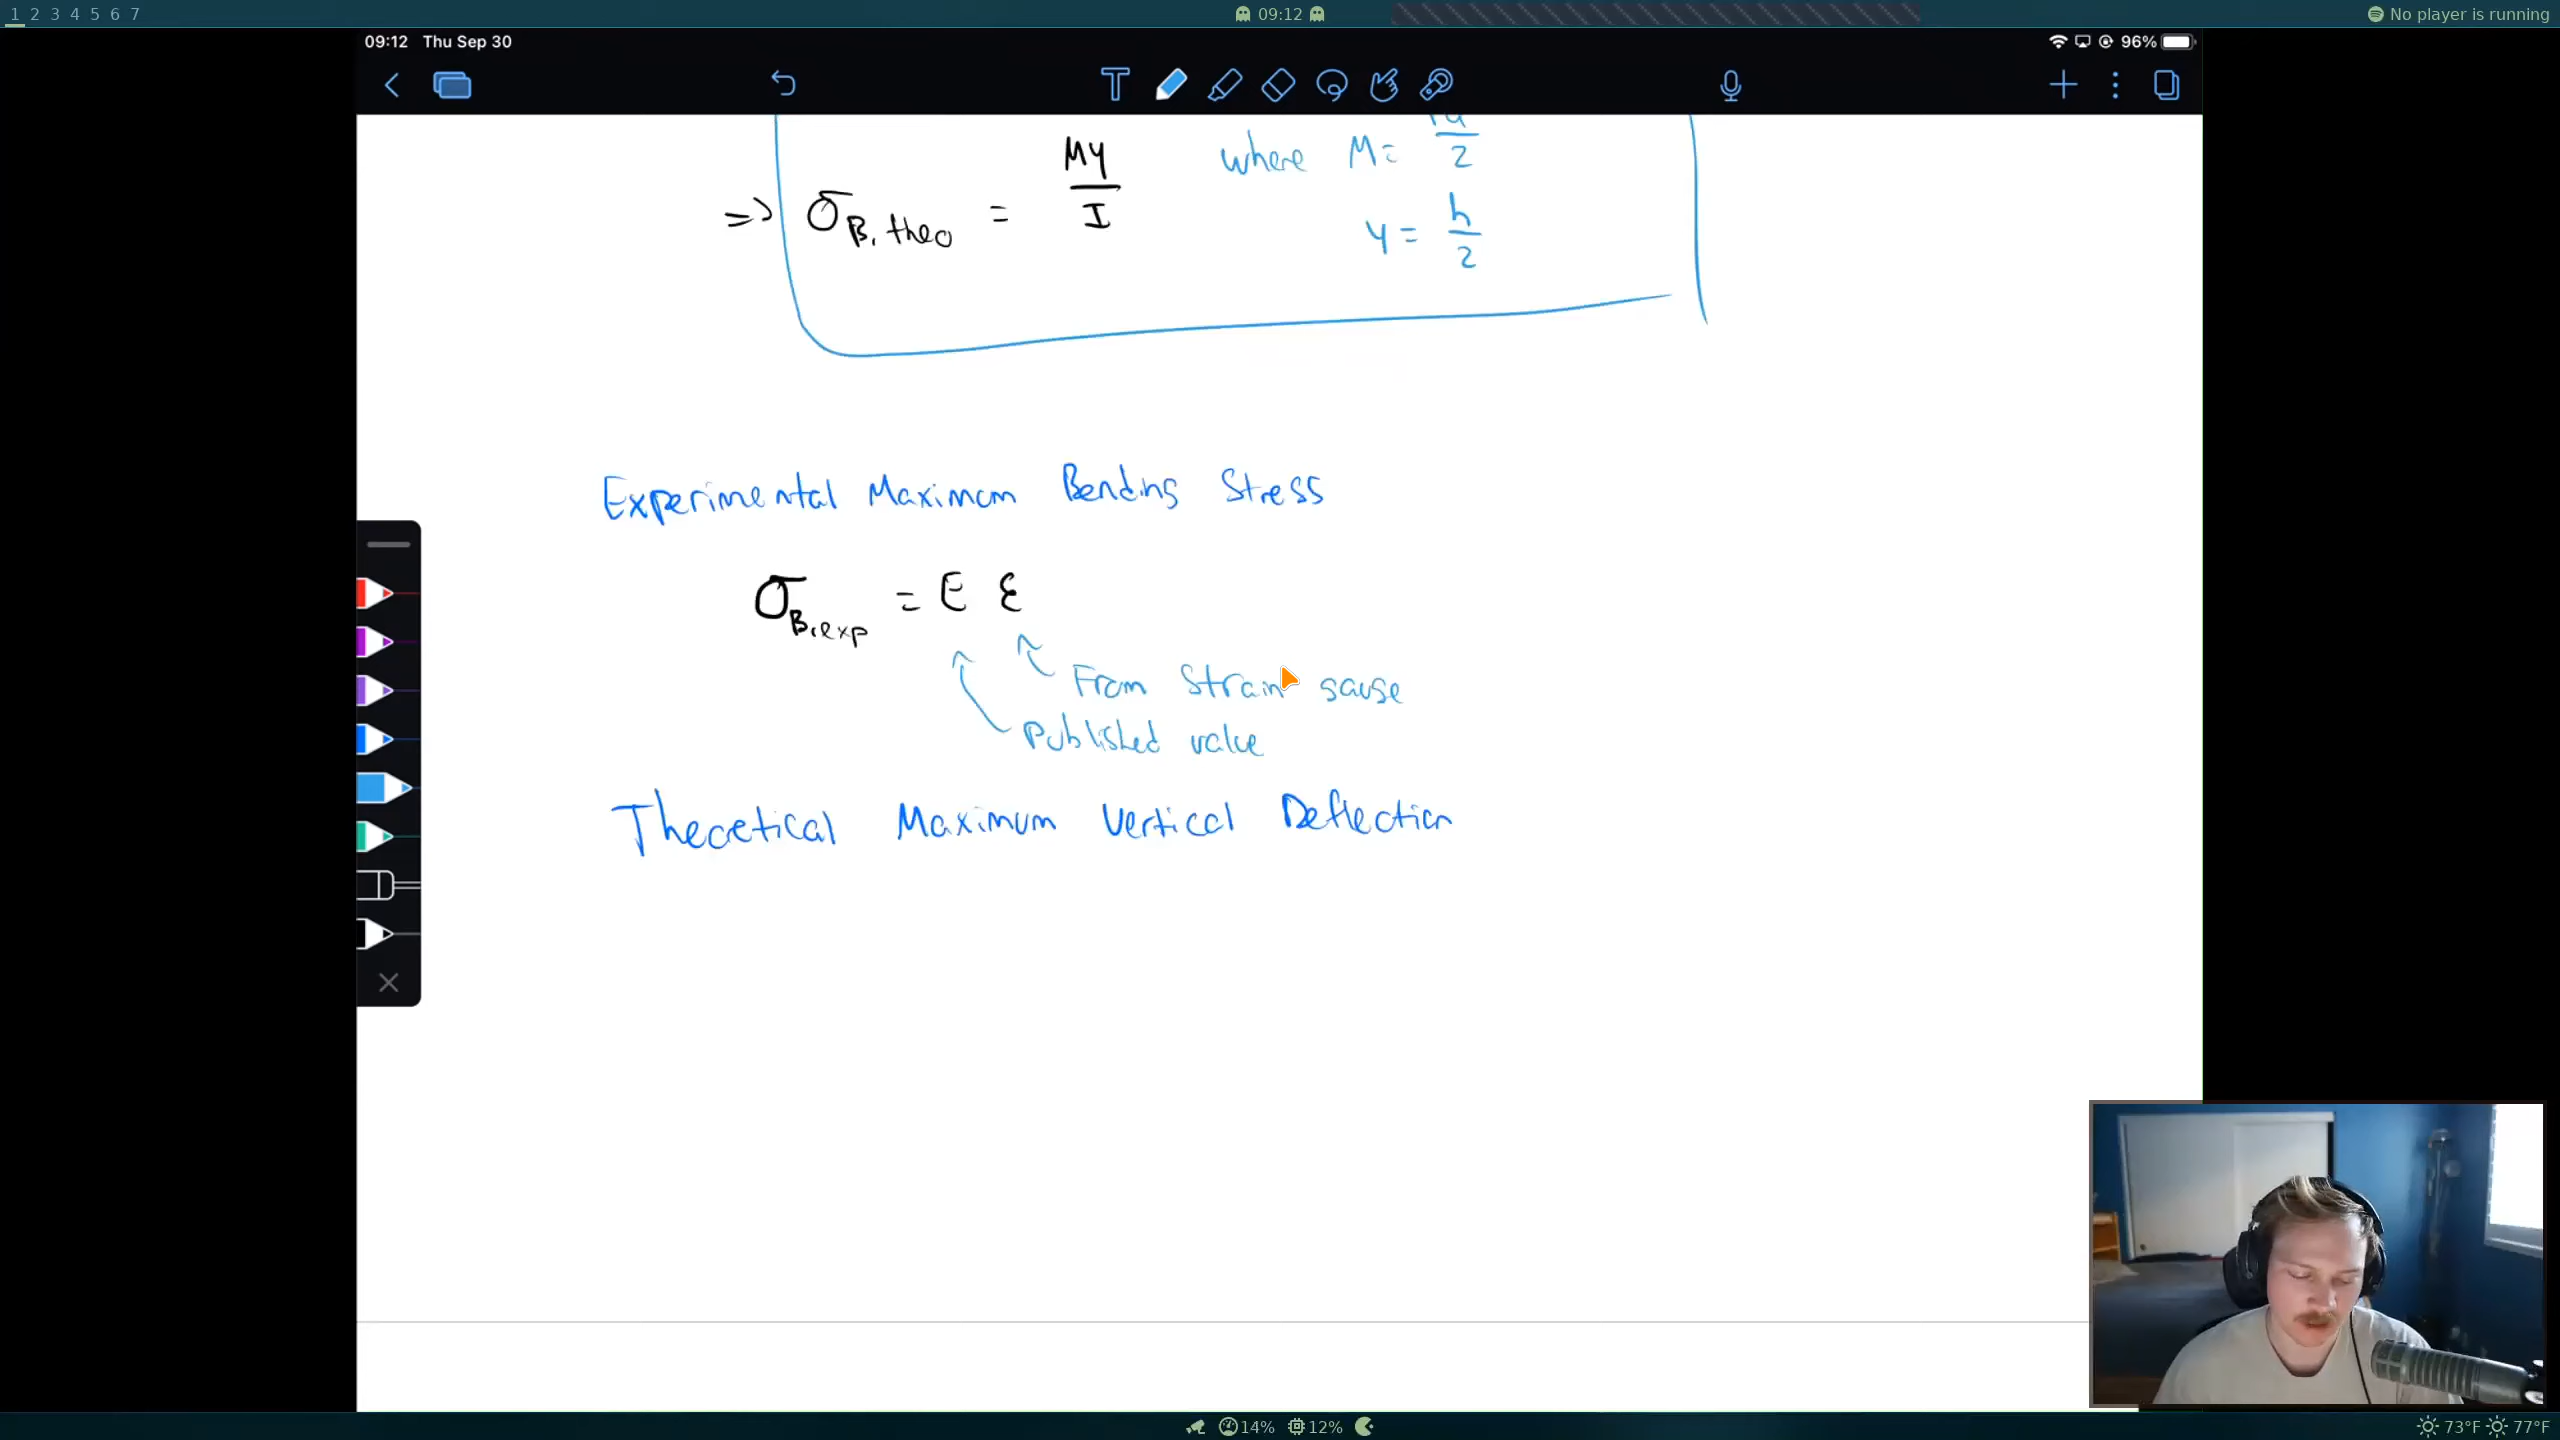 1 2 3 4 5 6 7
09:12
No player is running
09:12 Thu Sep 30
96%
where M= /2
=> σB, theo = My/I
y= h/2
Experimental Maximum Bending Stress
σB,exp = E ε
From Strain gauge
Published value
Theoretical Maximum Vertical Deflection
14% 12%
73°F 77°F